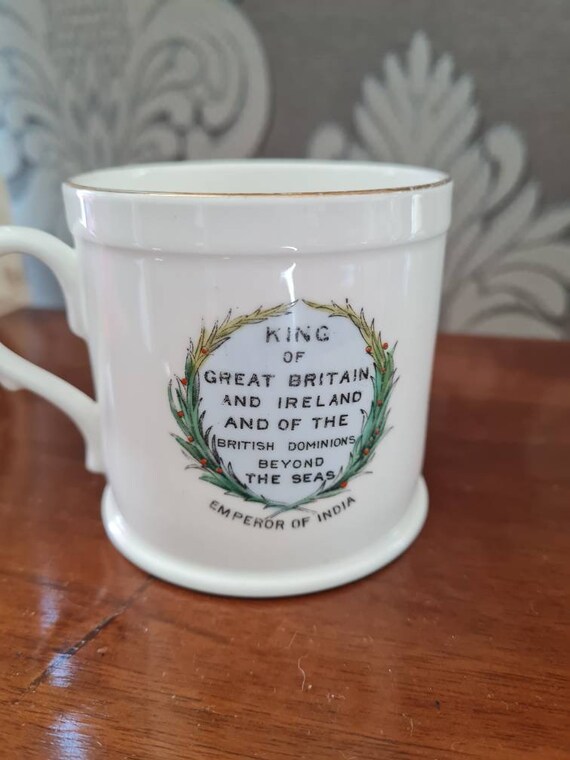 KING
OF
GREAT BRITAIN
AND IRELAND
AND OF THE
BRITISH DOMINIONS
BEYOND
THE SEAS
EMPEROR OF INDIA